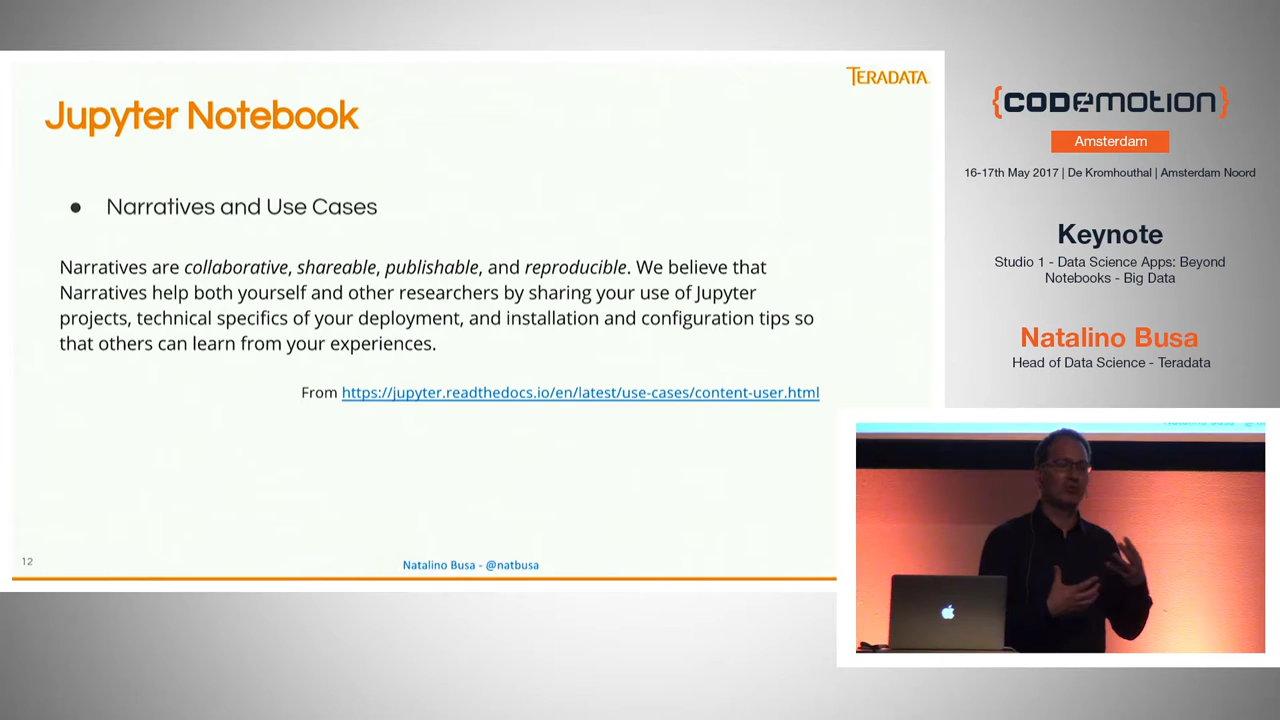 TERADATA
Jupyter Notebook
● Narratives and Use Cases
Narratives are collaborative, shareable, publishable, and reproducible. We believe that
Narratives help both yourself and other researchers by sharing your use of Jupyter
projects, technical specifics of your deployment, and installation and configuration tips so
that others can learn from your experiences.
From https://jupyter.readthedocs.io/en/latest/use-cases/content-user.html
12
Natalino Busa - @natbusa
{CODEMOTION}
Amsterdam
16-17th May 2017 | De Kromhouthal | Amsterdam Noord
Keynote
Studio 1 - Data Science Apps: Beyond
Notebooks - Big Data
Natalino Busa
Head of Data Science - Teradata